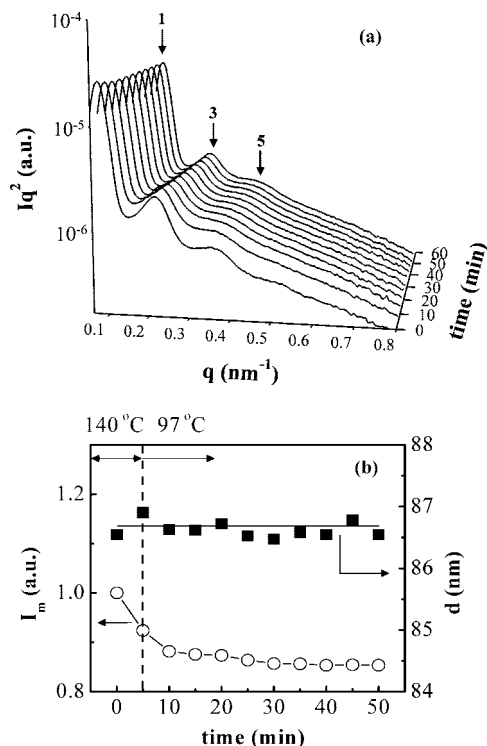 10⁻⁴
1
(a)
3
5
10⁻⁵
10⁻⁶
Iq² (a.u.)
60
50
40
30
20
10
0
time (min)
0.1 0.2 0.3 0.4 0.5 0.6 0.7 0.8
q (nm⁻¹)
140 °C 97 °C
(b)
88
87
86
85
84
d (nm)
1.2
1.0
0.8
Iₘ (a.u.)
0 10 20 30 40 50
time (min)